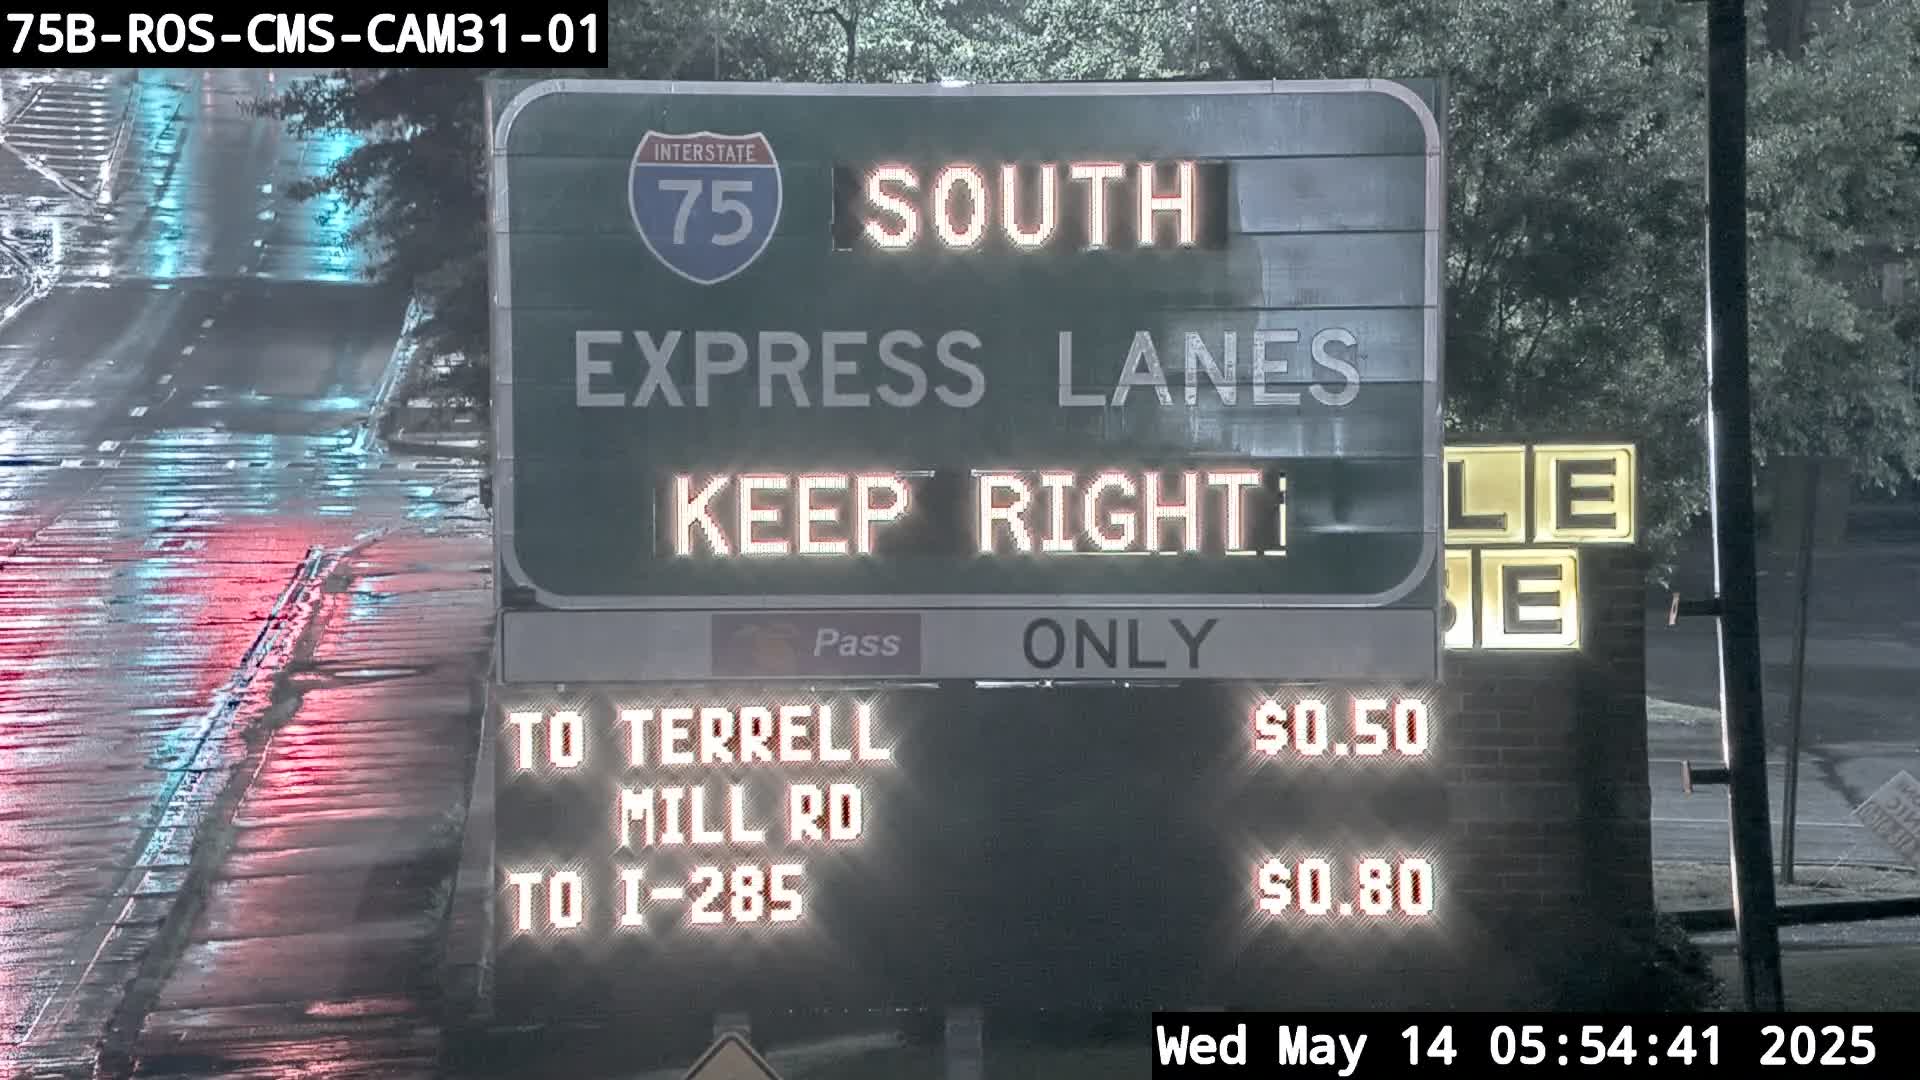 75B-ROS-CMS-CAM31-01
INTERSTATE
75
SOUTH
EXPRESS LANES
KEEP RIGHT
Pass ONLY
LE
E
TO TERRELL $0.50
MILL RD
TO I-285 $0.80
Wed May 14 05:54:41 2025